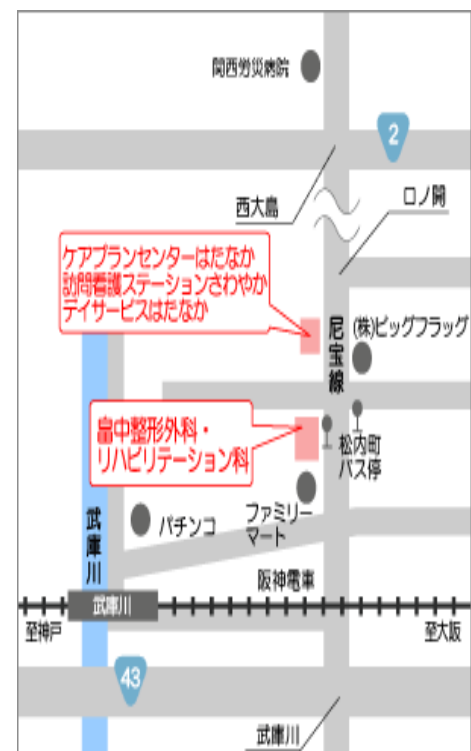 関西労災病院
2
西大島
口ノ開
ケアプランセンターはたなか
訪問看護ステーションさわやか
デイサービスはたなか
尼宝線
(株)ビッグフラッグ
畠中整形外科・
リハビリテーション科
松内町
バス停
武庫川
パチンコ
ファミリー
マート
阪神電車
武庫川
至神戸
至大阪
43
武庫川